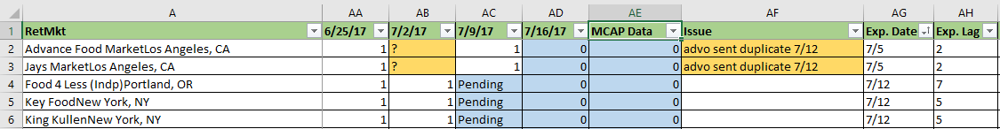 A AA AB AC AD AE AF AG AH
1 RetMkt 6/25/17 7/2/17 7/9/17 7/16/17 MCAP Data Issue Exp. Date Exp. Lag
2 Advance Food MarketLos Angeles, CA 1 ? 1 0 0 advo sent duplicate 7/12 7/5 2
3 Jays MarketLos Angeles, CA 1 ? 1 0 0 advo sent duplicate 7/12 7/5 2
4 Food 4 Less (Indp)Portland, OR 1 1 Pending 0 0 7/12 7
5 Key FoodNew York, NY 1 1 Pending 0 0 7/12 5
6 King KullenNew York, NY 1 1 Pending 0 0 7/12 5